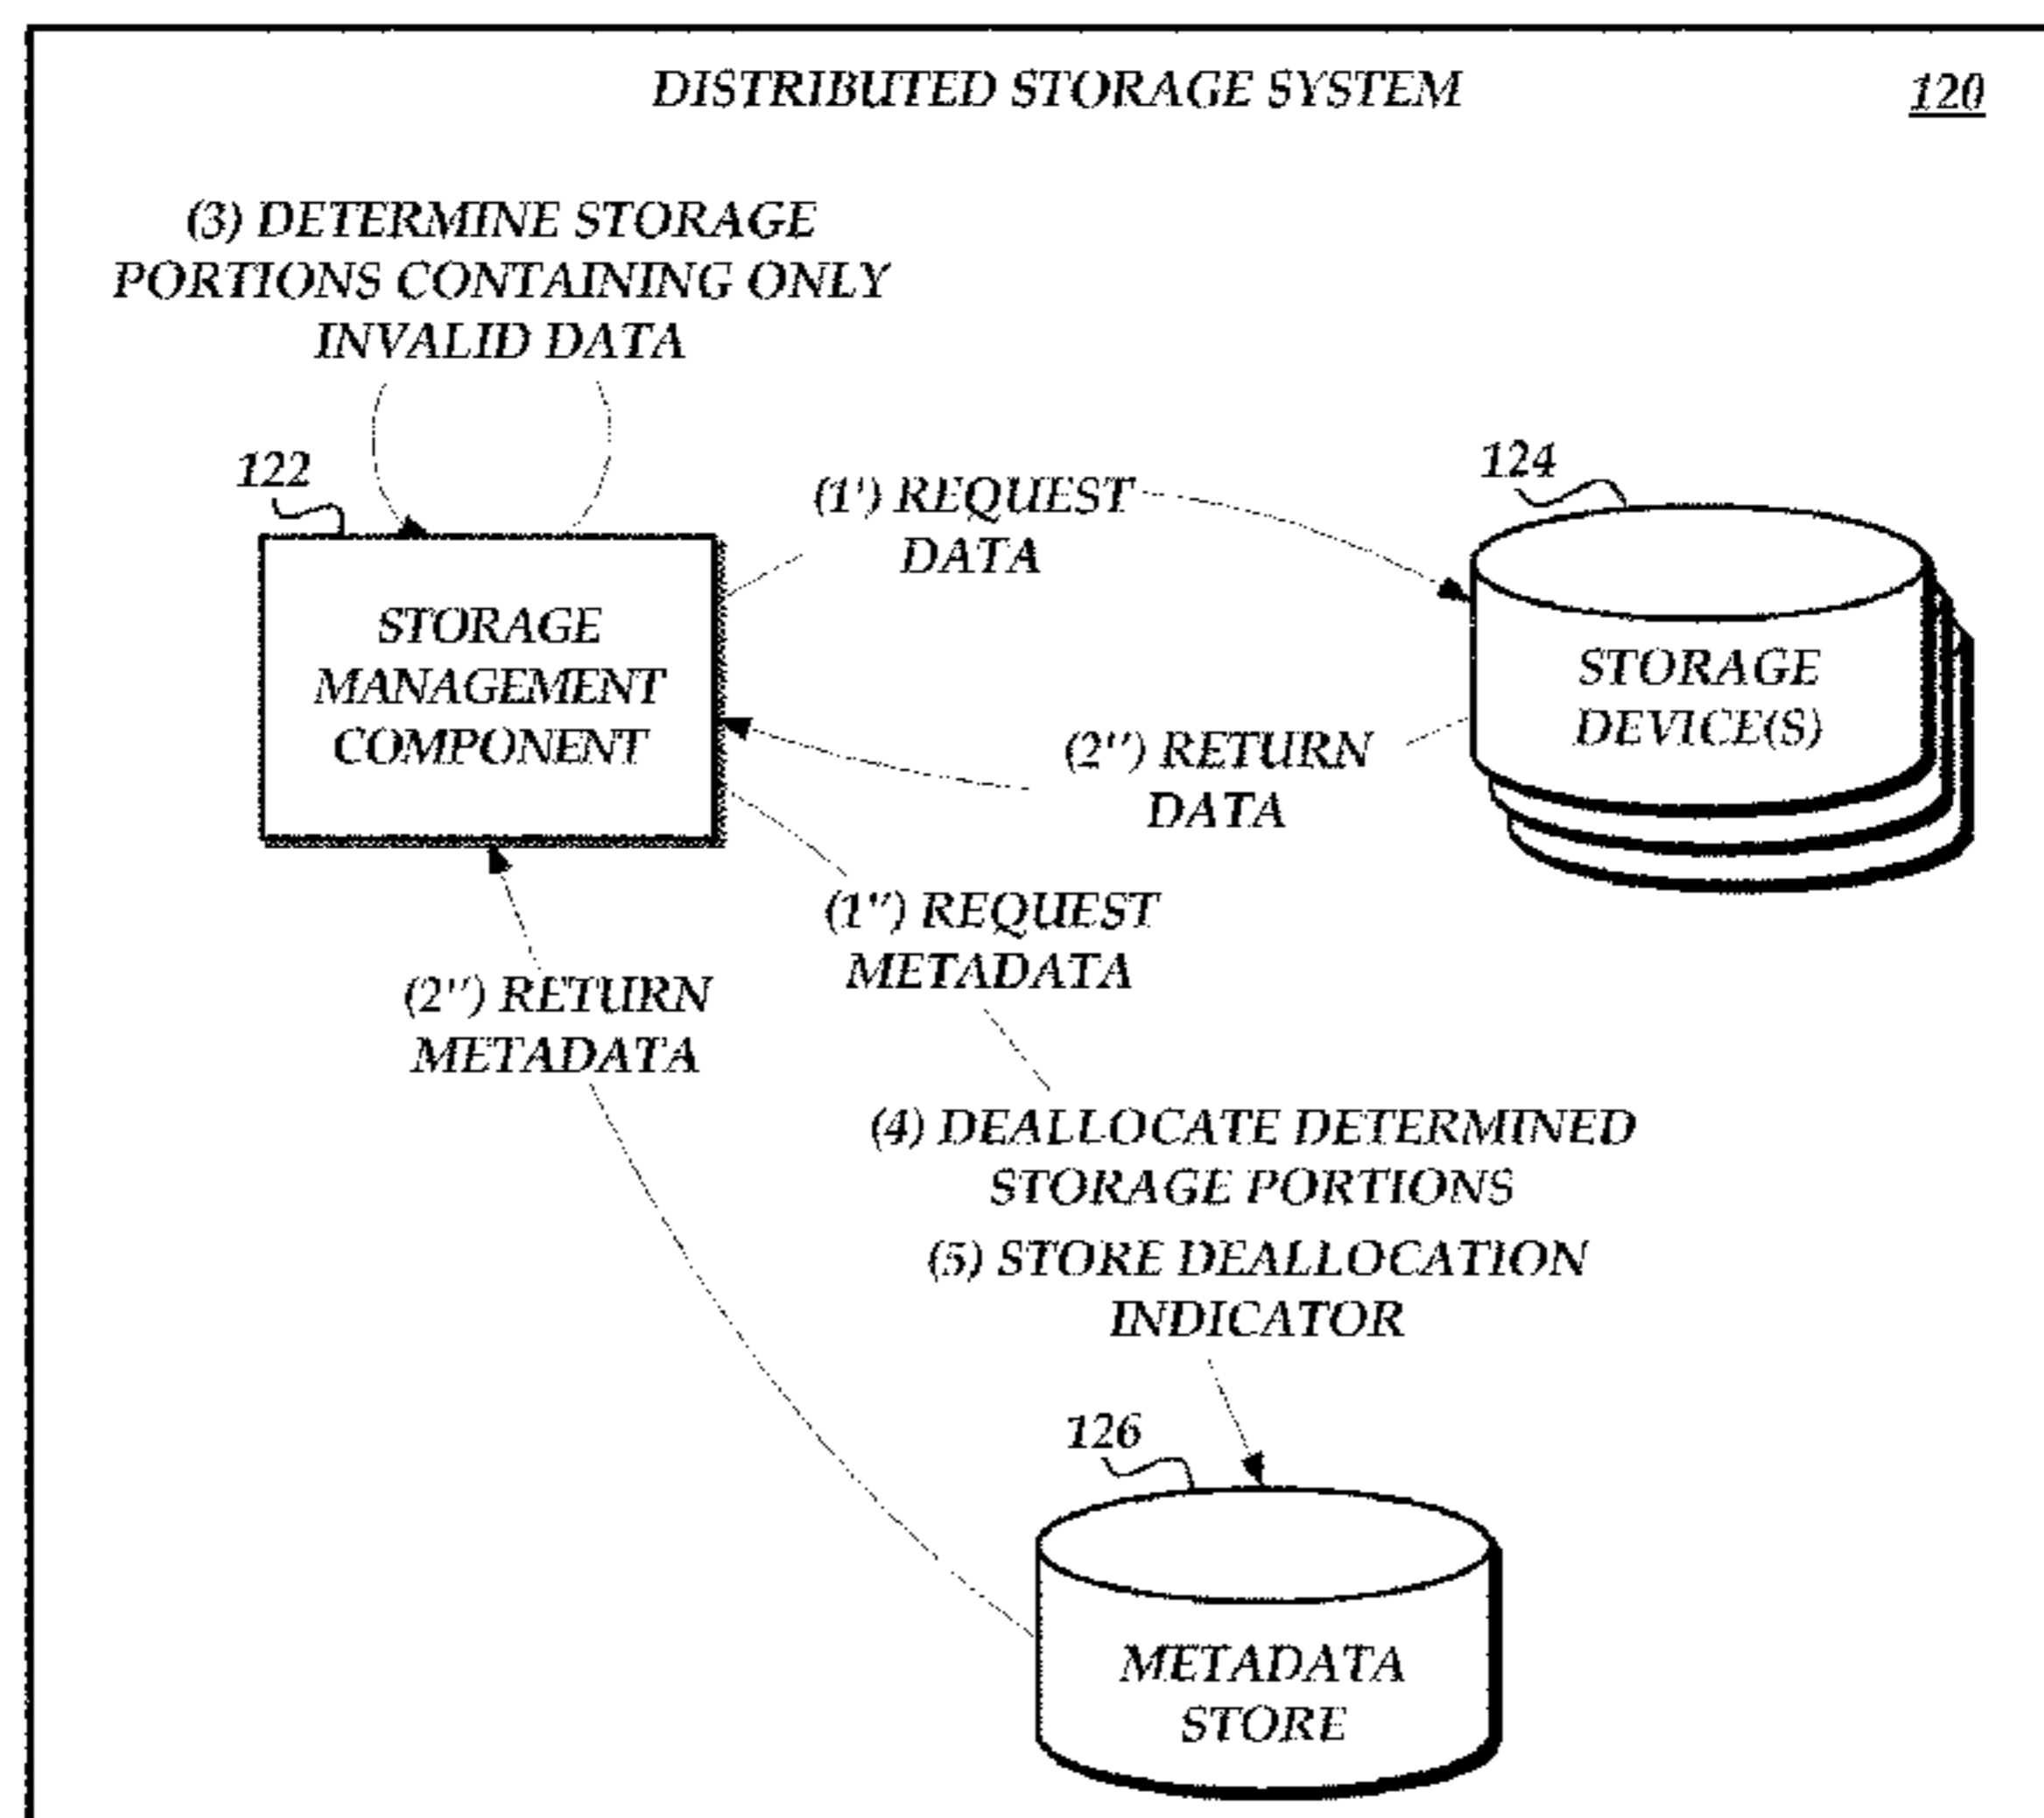 DISTRIBUTED STORAGE SYSTEM
120
(3) DETERMINE STORAGE
PORTIONS CONTAINING ONLY
INVALID DATA
122
(1') REQUEST
DATA
124
STORAGE
MANAGEMENT
COMPONENT
STORAGE
DEVICE(S)
(2'') RETURN
DATA
(1'') REQUEST
METADATA
(2'') RETURN
METADATA
(4) DEALLOCATE DETERMINED
STORAGE PORTIONS
(5) STORE DEALLOCATION
INDICATOR
126
METADATA
STORE